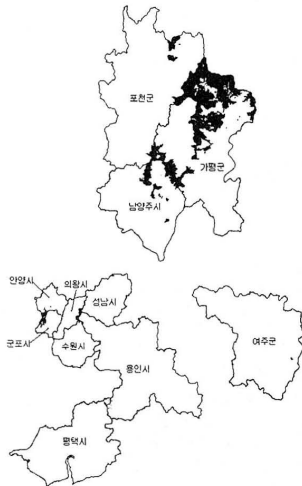 포천군
가평군
남양주시
안양시
의왕시
성남시
군포시
수원시
용인시
여주군
평택시